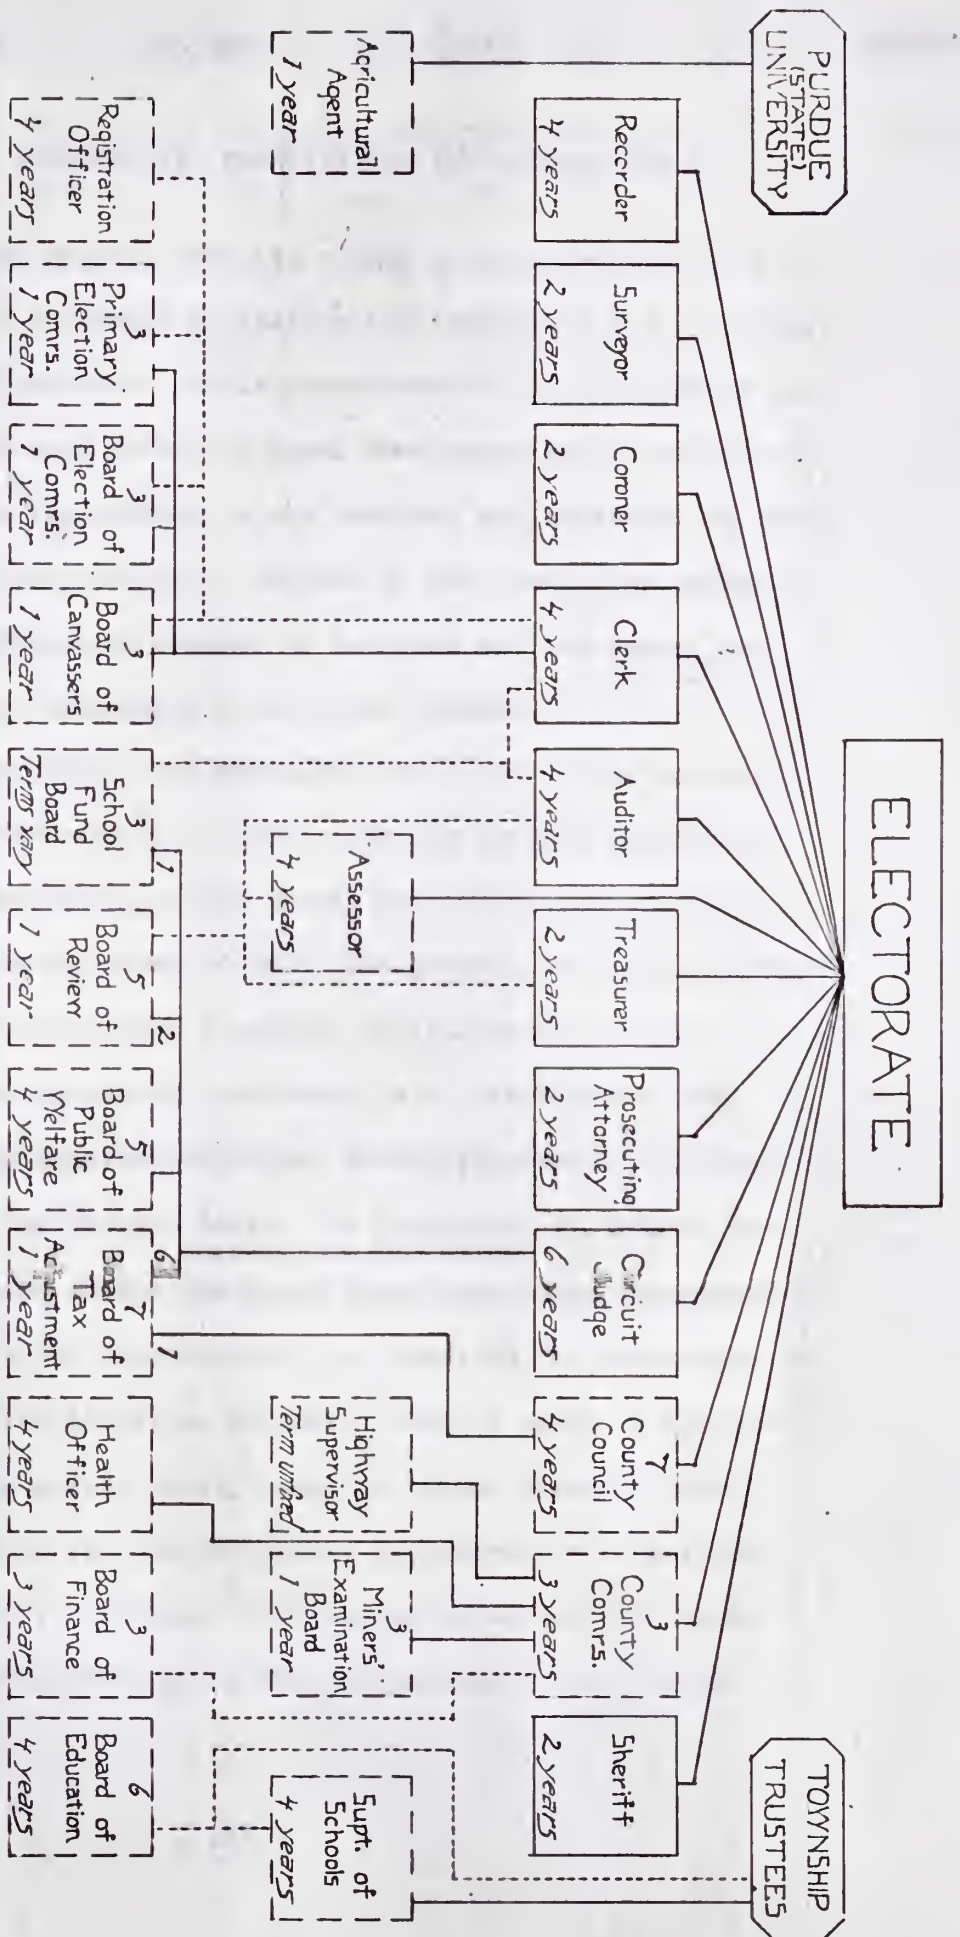 ELECTORATE
PURDUE
(STATE)
UNIVERSITY
TOWNSHIP
TRUSTEES
Recorder
4 years
Surveyor
2 years
Coroner
2 years
Clerk
4 years
Auditor
4 years
Treasurer
2 years
Prosecuting
Attorney
2 years
Circuit
Judge
6 years
7
County
Council
4 years
3
County
Comrs.
3 years
Sheriff
2 years
Agricultural
Agent
1 year
Assessor
4 years
Highway
Supervisor
Term unfixed
3
Miners'
Examination
Board
1 year
Supt. of
Schools
4 years
Registration
Officer
4 years
3
Primary
Election
Comrs.
1 year
3
Board of
Election
Comrs.
1 year
3
Board of
Canvassers
1 year
1
3
School
Fund
Board
Terms vary
2
5
Board of
Review
1 year
5
Board of
Public
Welfare
4 years
6
1
7
Board of
Tax
Adjustment
1 year
Health
Officer
4 years
3
Board of
Finance
3 years
6
Board of
Education
4 years